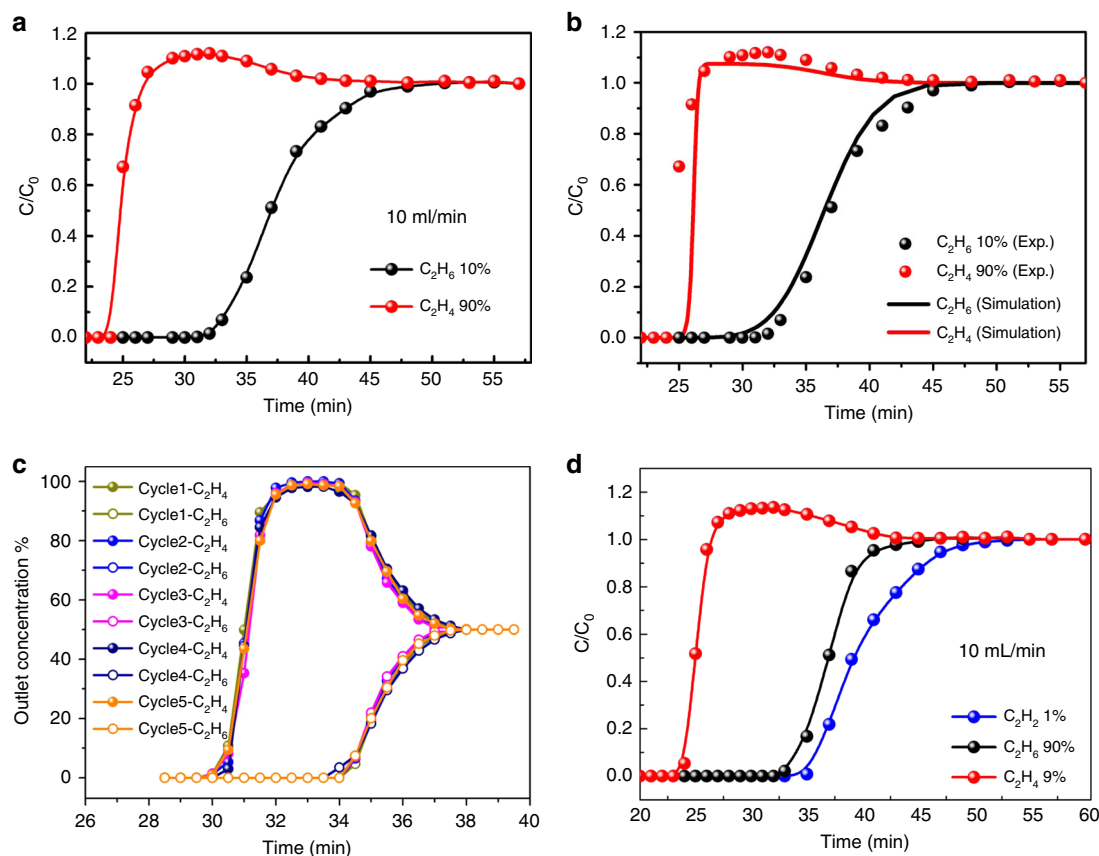 a
1.2
1.0
0.8
0.6
0.4
0.2
0.0
C/C₀
10 ml/min
C₂H₆ 10%
C₂H₄ 90%
25 30 35 40 45 50 55
Time (min)
b
1.2
1.0
0.8
0.6
0.4
0.2
0.0
C/C₀
C₂H₆ 10% (Exp.)
C₂H₄ 90% (Exp.)
C₂H₆ (Simulation)
C₂H₄ (Simulation)
25 30 35 40 45 50 55
Time (min)
c
100
80
60
40
20
0
Outlet concentration %
Cycle1-C₂H₄
Cycle1-C₂H₆
Cycle2-C₂H₄
Cycle2-C₂H₆
Cycle3-C₂H₄
Cycle3-C₂H₆
Cycle4-C₂H₄
Cycle4-C₂H₆
Cycle5-C₂H₄
Cycle5-C₂H₆
26 28 30 32 34 36 38 40
Time (min)
d
1.2
1.0
0.8
0.6
0.4
0.2
0.0
C/C₀
10 mL/min
C₂H₂ 1%
C₂H₆ 90%
C₂H₄ 9%
20 25 30 35 40 45 50 55 60
Time (min)